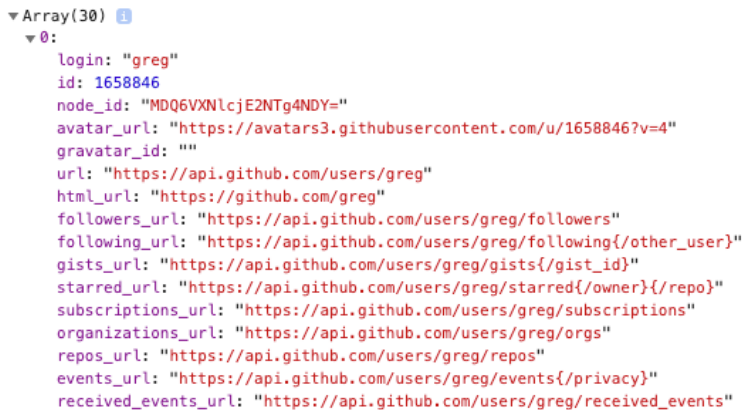 ▼Array(30) i
▼0:
login: "greg"
id: 1658846
node_id: "MDQ6VXNlcjE2NTg4NDY="
avatar_url: "https://avatars3.githubusercontent.com/u/1658846?v=4"
gravatar_id: ""
url: "https://api.github.com/users/greg"
html_url: "https://github.com/greg"
followers_url: "https://api.github.com/users/greg/followers"
following_url: "https://api.github.com/users/greg/following{/other_user}"
gists_url: "https://api.github.com/users/greg/gists{/gist_id}"
starred_url: "https://api.github.com/users/greg/starred{/owner}{/repo}"
subscriptions_url: "https://api.github.com/users/greg/subscriptions"
organizations_url: "https://api.github.com/users/greg/orgs"
repos_url: "https://api.github.com/users/greg/repos"
events_url: "https://api.github.com/users/greg/events{/privacy}"
received_events_url: "https://api.github.com/users/greg/received_events"